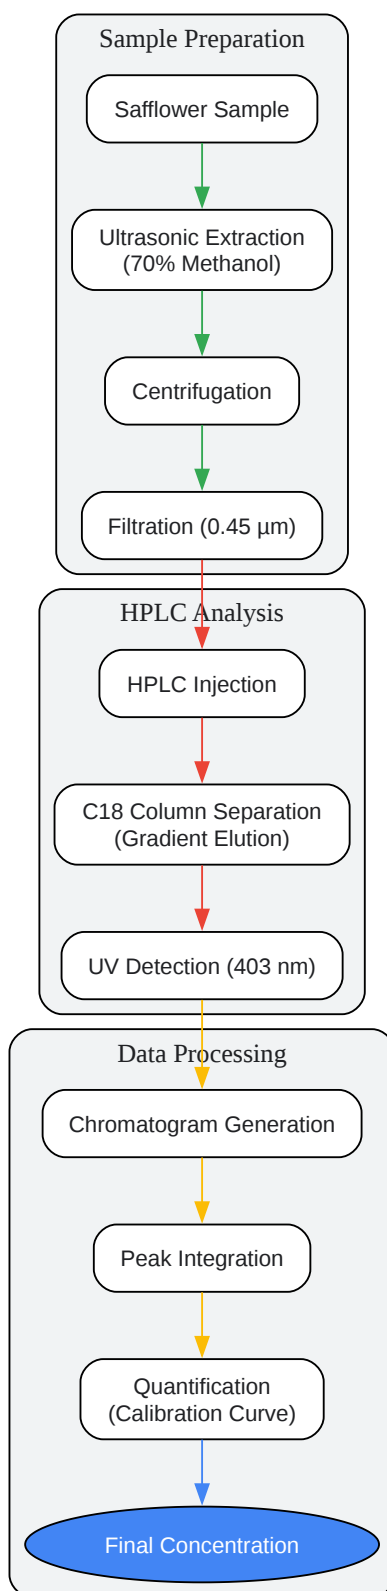 Sample Preparation
Safflower Sample
Ultrasonic Extraction
(70% Methanol)
Centrifugation
Filtration (0.45 µm)
HPLC Analysis
HPLC Injection
C18 Column Separation
(Gradient Elution)
UV Detection (403 nm)
Data Processing
Chromatogram Generation
Peak Integration
Quantification
(Calibration Curve)
Final Concentration